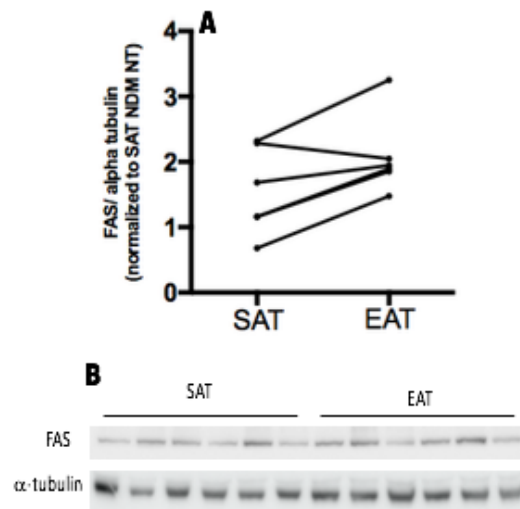 A
FAS/ alpha tubulin
(normalized to SAT NDM NT)
4
3
2
1
0
SAT
EAT
B
SAT
EAT
FAS
α-tubulin